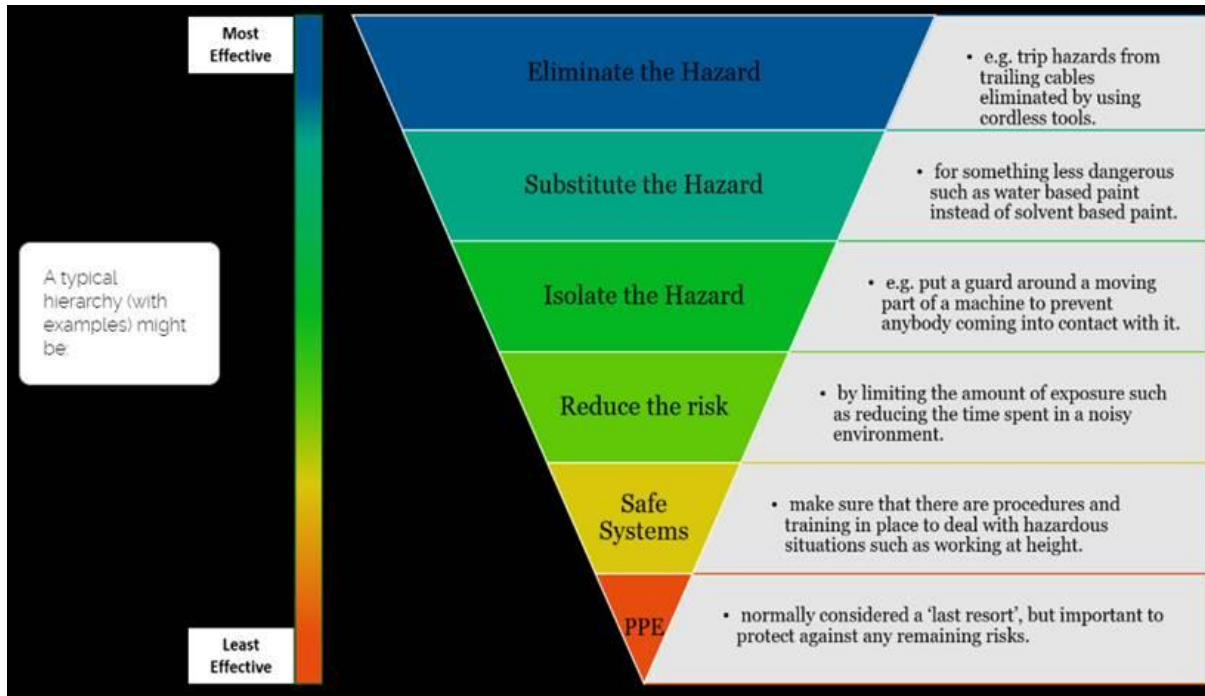 Most
Effective
A typical
hierarchy (with
examples) might
be:
Least
Effective
Eliminate the Hazard
• e.g. trip hazards from
trailing cables
eliminated by using
cordless tools.
Substitute the Hazard
• for something less dangerous
such as water based paint
instead of solvent based paint.
Isolate the Hazard
• e.g. put a guard around a moving
part of a machine to prevent
anybody coming into contact with it.
Reduce the risk
• by limiting the amount of exposure such
as reducing the time spent in a noisy
environment.
Safe
Systems
• make sure that there are procedures and
training in place to deal with hazardous
situations such as working at height.
PPE
• normally considered a ‘last resort’, but important to
protect against any remaining risks.